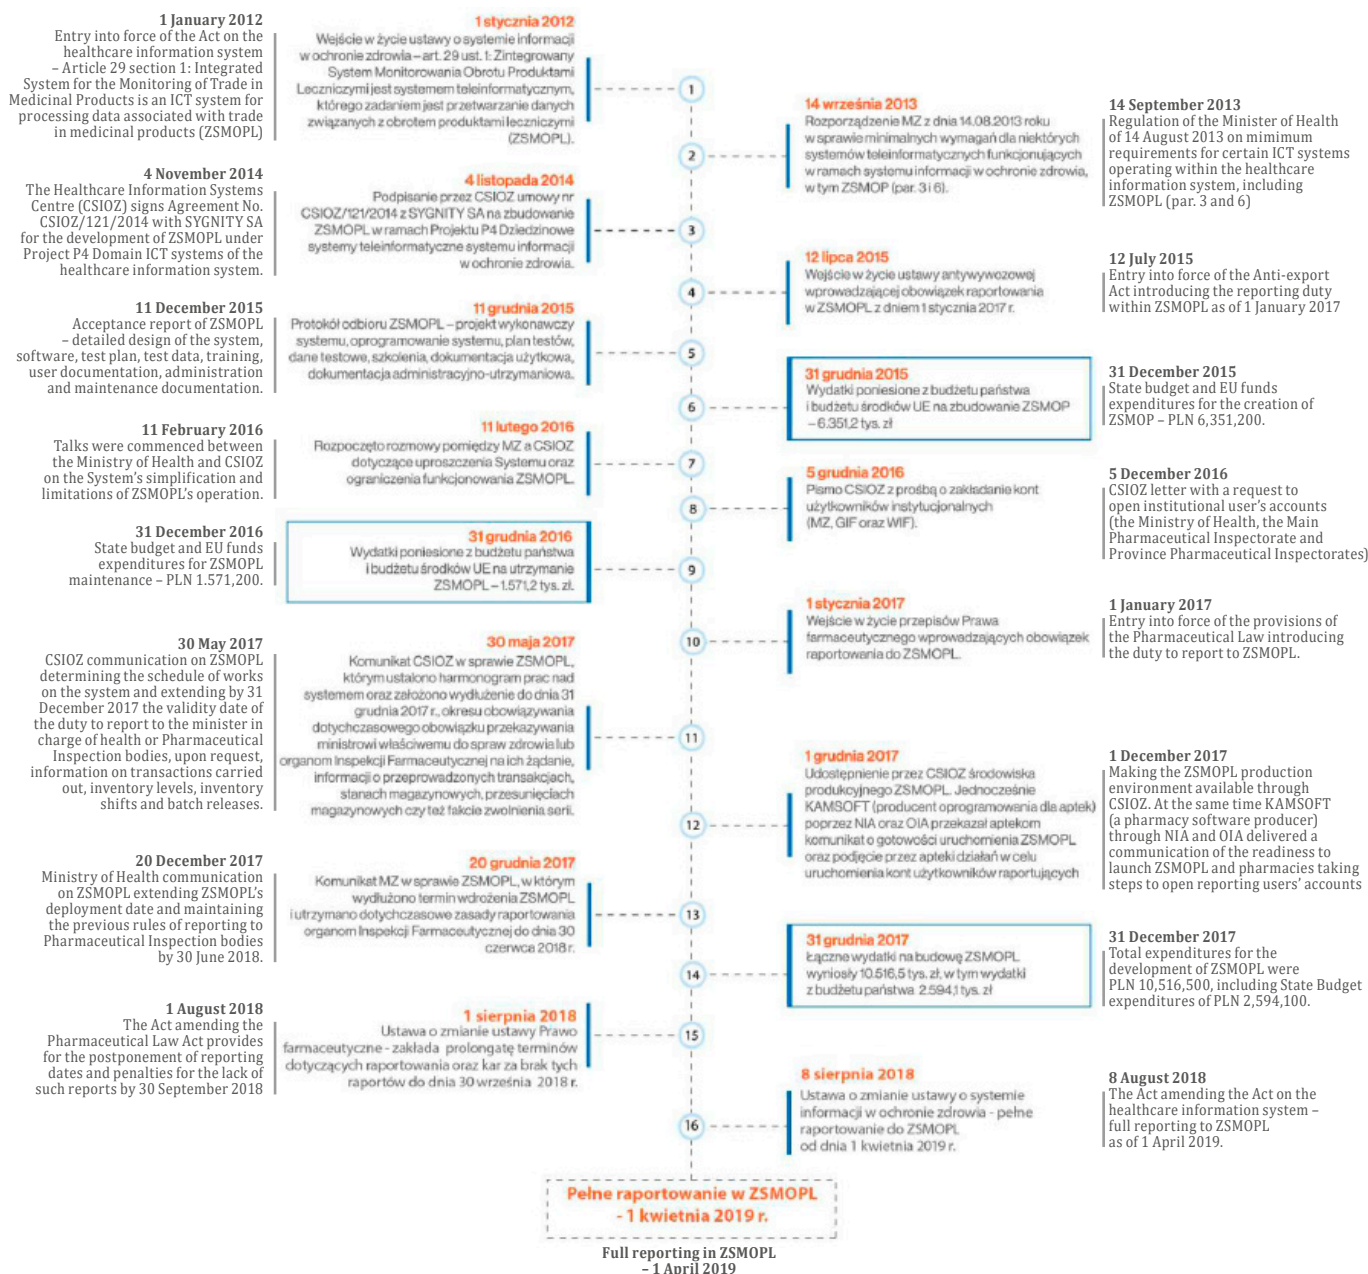 1 January 2012
Entry into force of the Act on the
healthcare information system
– Article 29 section 1: Integrated
System for the Monitoring of Trade in
Medicinal Products is an ICT system for
processing data associated with trade
in medicinal products (ZSMOPL)
1 stycznia 2012
Wejście w życie ustawy o systemie informacji
w ochronie zdrowia – art. 29 ust. 1: Zintegrowany
System Monitorowania Obrotu Produktami
Leczniczymi jest systemem teleinformatycznym,
którego zadaniem jest przetwarzanie danych
związanych z obrotem produktami leczniczymi
(ZSMOPL).
1
14 września 2013
Rozporządzenie MZ z dnia 14.08.2013 roku
w sprawie minimalnych wymagań dla niektórych
systemów teleinformatycznych funkcjonujących
w ramach systemu informacji w ochronie zdrowia,
w tym ZSMOP (par. 3 i 6).
14 September 2013
Regulation of the Minister of Health
of 14 August 2013 on mimimum
requirements for certain ICT systems
operating within the healthcare
information system, including
ZSMOPL (par. 3 and 6)
2
4 November 2014
The Healthcare Information Systems
Centre (CSIOZ) signs Agreement No.
CSIOZ/121/2014 with SYGNITY SA
for the development of ZSMOPL under
Project P4 Domain ICT systems of the
healthcare information system.
4 listopada 2014
Podpisanie przez CSIOZ umowy nr
CSIOZ/121/2014 z SYGNITY SA na zbudowanie
ZSMOPL w ramach Projektu P4 Dziedzinowe
systemy teleinformatyczne systemu informacji
w ochronie zdrowia.
3
12 lipca 2015
Wejście w życie ustawy antywywozowej
wprowadzającej obowiązek raportowania
w ZSMOPL z dniem 1 stycznia 2017 r.
12 July 2015
Entry into force of the Anti-export
Act introducing the reporting duty
within ZSMOPL as of 1 January 2017
4
11 December 2015
Acceptance report of ZSMOPL
– detailed design of the system,
software, test plan, test data, training,
user documentation, administration
and maintenance documentation.
11 grudnia 2015
Protokół odbioru ZSMOPL – projekt wykonawczy
systemu, oprogramowanie systemu, plan testów,
dane testowe, szkolenia, dokumentacja użytkowa,
dokumentacja administracyjno-utrzymaniowa.
5
31 grudnia 2015
Wydatki poniesione z budżetu państwa
i budżetu środków UE na zbudowanie ZSMOP
– 6.351,2 tys. zł
31 December 2015
State budget and EU funds
expenditures for the creation of
ZSMOP – PLN 6,351,200.
6
11 February 2016
Talks were commenced between
the Ministry of Health and CSIOZ
on the System's simplification and
limitations of ZSMOPL's operation.
11 lutego 2016
Rozpoczęto rozmowy pomiędzy MZ a CSIOZ
dotyczące uproszczenia Systemu oraz
ograniczenia funkcjonowania ZSMOPL.
7
5 grudnia 2016
Pismo CSIOZ z prośbą o zakładanie kont
użytkowników instytucjonalnych
(MZ, GIF oraz WIF).
5 December 2016
CSIOZ letter with a request to
open institutional user's accounts
(the Ministry of Health, the Main
Pharmaceutical Inspectorate and
Province Pharmaceutical Inspectorates)
8
31 December 2016
State budget and EU funds
expenditures for ZSMOPL
maintenance – PLN 1.571,200.
31 grudnia 2016
Wydatki poniesione z budżetu państwa
i budżetu środków UE na utrzymanie
ZSMOPL – 1.571,2 tys. zł.
9
1 stycznia 2017
Wejście w życie przepisów Prawa
farmaceutycznego wprowadzających obowiązek
raportowania do ZSMOPL.
1 January 2017
Entry into force of the provisions of
the Pharmaceutical Law introducing
the duty to report to ZSMOPL.
10
30 May 2017
CSIOZ communication on ZSMOPL
determining the schedule of works
on the system and extending by 31
December 2017 the validity date of
the duty to report to the minister in
charge of health or Pharmaceutical
Inspection bodies, upon request,
information on transactions carried
out, inventory levels, inventory
shifts and batch releases.
30 maja 2017
Komunikat CSIOZ w sprawie ZSMOPL,
którym ustalono harmonogram prac nad
systemem oraz założono wydłużenie do dnia 31
grudnia 2017 r., okresu obowiązywania
dotychczasowego obowiązku przekazywania
ministrowi właściwemu do spraw zdrowia lub
organom Inspekcji Farmaceutycznej na ich żądanie,
informacji o przeprowadzonych transakcjach,
stanach magazynowych, przesunięciach
magazynowych czy też fakcie zwolnienia serii.
11
1 grudnia 2017
Udostępnienie przez CSIOZ środowiska
produkcyjnego ZSMOPL. Jednocześnie
KAMSOFT (producent oprogramowania dla aptek)
poprzez NIA oraz OIA przekazał aptekom
komunikat o gotowości uruchomienia ZSMOPL
oraz podjęcie przez apteki działań w celu
uruchomienia kont użytkowników raportujących
1 December 2017
Making the ZSMOPL production
environment available through
CSIOZ. At the same time KAMSOFT
(a pharmacy software producer)
through NIA and OIA delivered a
communication of the readiness to
launch ZSMOPL and pharmacies taking
steps to open reporting users' accounts
12
20 December 2017
Ministry of Health communication
on ZSMOPL extending ZSMOPL's
deployment date and maintaining
the previous rules of reporting to
Pharmaceutical Inspection bodies
by 30 June 2018.
20 grudnia 2017
Komunikat MZ w sprawie ZSMOPL, w którym
wydłużono termin wdrożenia ZSMOPL
i utrzymano dotychczasowe zasady raportowania
organom Inspekcji Farmaceutycznej do dnia 30
czerwca 2018 r.
13
31 grudnia 2017
Łączne wydatki na budowę ZSMOPL
wyniosły 10.516,5 tys. zł, w tym wydatki
z budżetu państwa 2.594,1 tys. zł
31 December 2017
Total expenditures for the
development of ZSMOPL were
PLN 10,516,500, including State Budget
expenditures of PLN 2,594,100.
14
1 August 2018
The Act amending the
Pharmaceutical Law Act provides
for the postponement of reporting
dates and penalties for the lack of
such reports by 30 September 2018
1 sierpnia 2018
Ustawa o zmianie ustawy Prawo
farmaceutyczne - zakłada prolongatę terminów
dotyczących raportowania oraz kar za brak tych
raportów do dnia 30 września 2018 r.
15
8 sierpnia 2018
Ustawa o zmianie ustawy o systemie
informacji w ochronie zdrowia - pełne
raportowanie do ZSMOPL
od dnia 1 kwietnia 2019 r.
8 August 2018
The Act amending the Act on the
healthcare information system –
full reporting to ZSMOPL
as of 1 April 2019.
16
Pełne raportowanie w ZSMOPL
- 1 kwietnia 2019 r.
Full reporting in ZSMOPL
– 1 April 2019